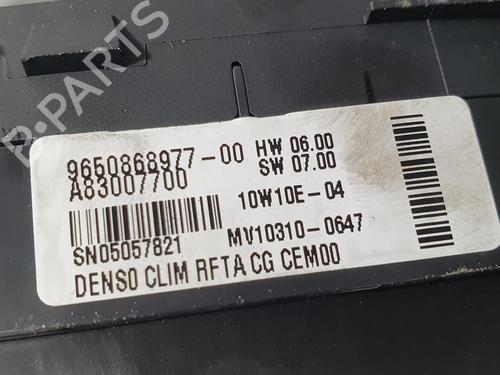 9650868977-00 HW 06.00
A83007700 SW 07.00
10W10E-04
SN05057821 MV10310-0647
DENSO CLIM RFTA CG CEM00
B-PARTS